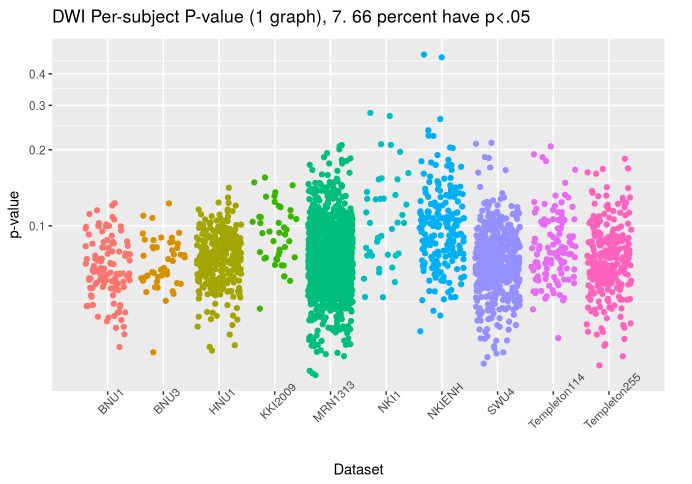 DWI Per-subject P-value (1 graph), 7. 66 percent have p<.05
0.4
0.3
0.2
0.1
p-value
BNU1
BNU3
HNU1
KKI2009
MRN1313
NKI1
NKIENH
SWU4
Templeton114
Templeton255
Dataset